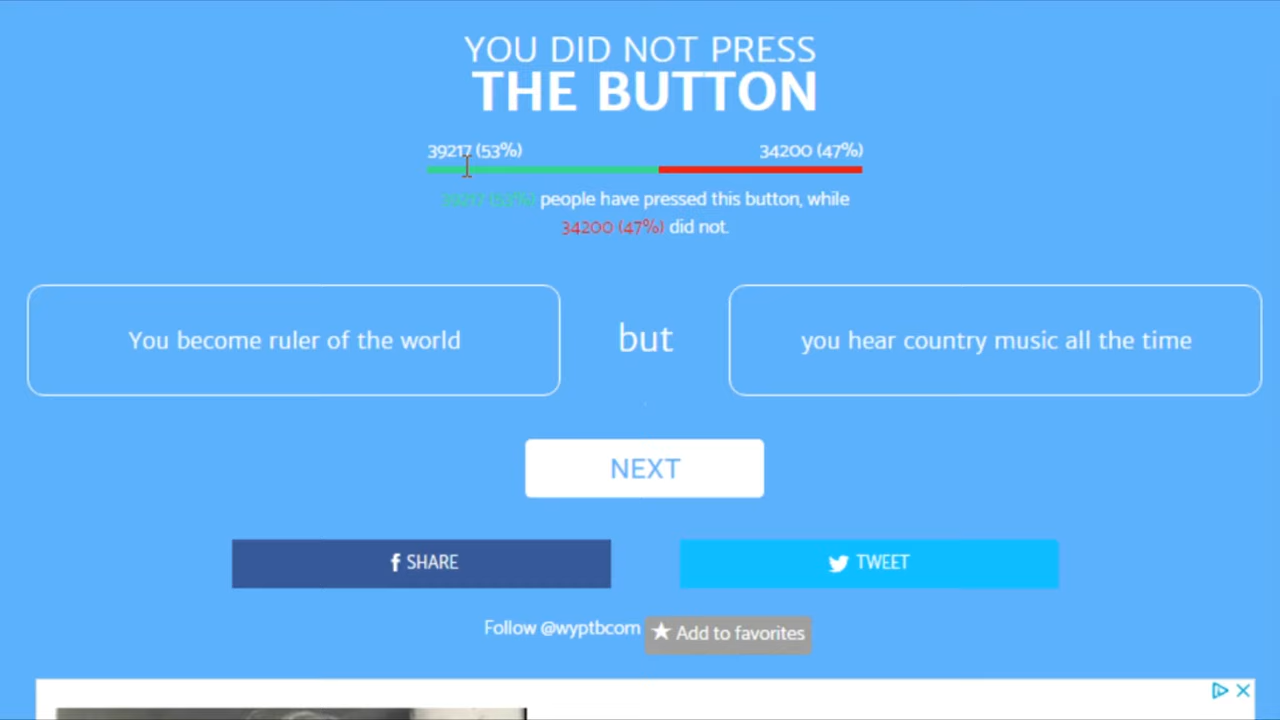 YOU DID NOT PRESS
THE BUTTON
39217 (53%) 34200 (47%)
39217 (53%) people have pressed this button, while
34200 (47%) did not.
You become ruler of the world but you hear country music all the time
NEXT
f SHARE TWEET
Follow @wyptbcom Add to favorites